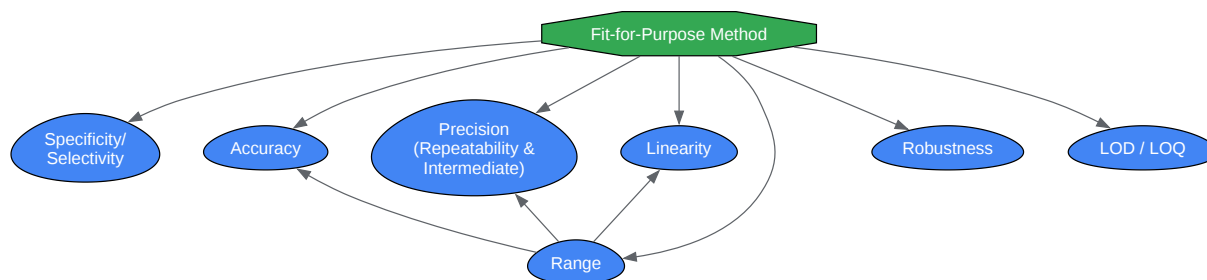 Fit-for-Purpose Method
Specificity/
Selectivity
Accuracy
Precision
(Repeatability &
Intermediate)
Linearity
Robustness
LOD / LOQ
Range